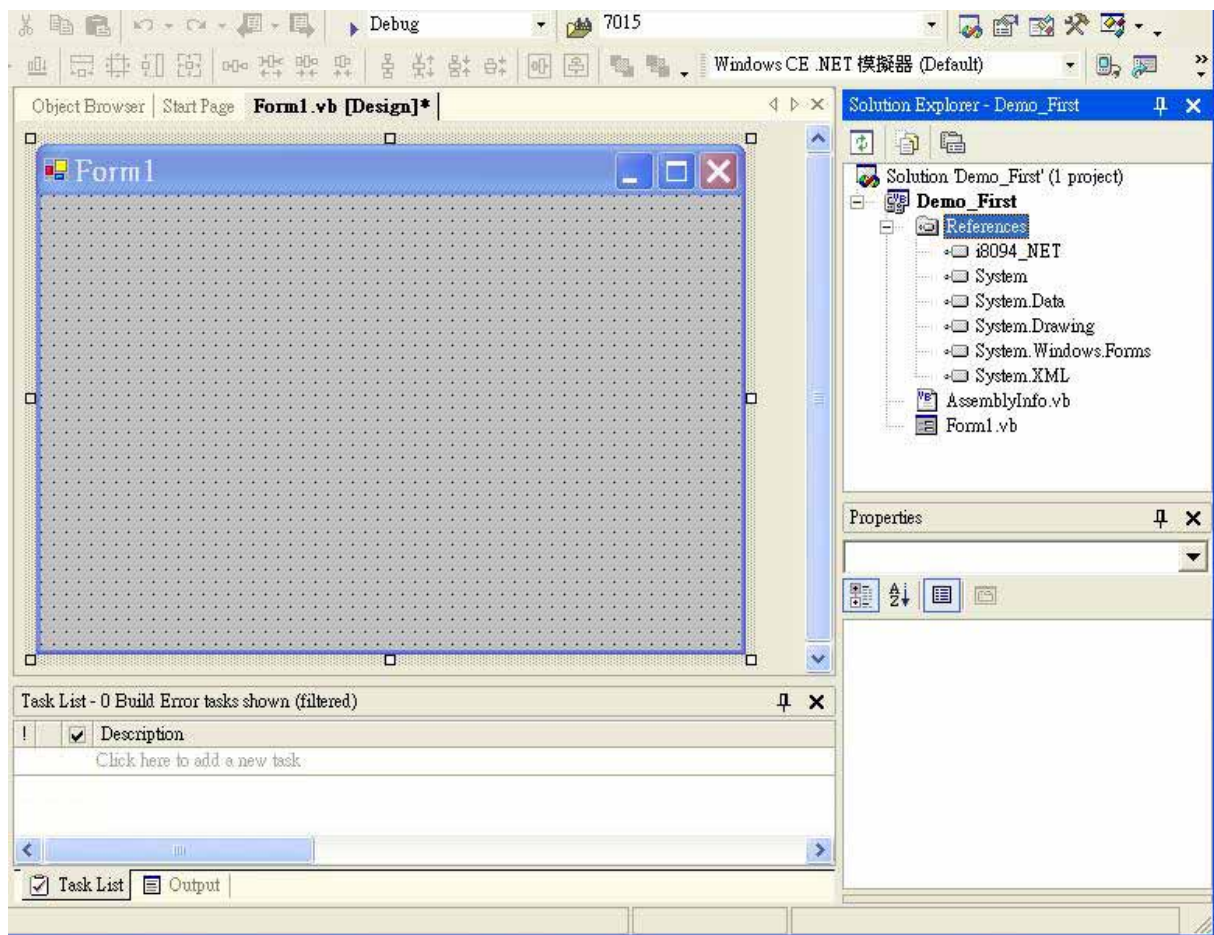 Debug
7015
Windows CE .NET 模擬器 (Default)
Object Browser
Start Page
Form1.vb [Design]*
Form1
Solution Explorer - Demo_First
Solution 'Demo_First' (1 project)
Demo_First
References
i8094_NET
System
System.Data
System.Drawing
System.Windows.Forms
System.XML
AssemblyInfo.vb
Form1.vb
Properties
Task List - 0 Build Error tasks shown (filtered)
! Description
Click here to add a new task
Task List
Output